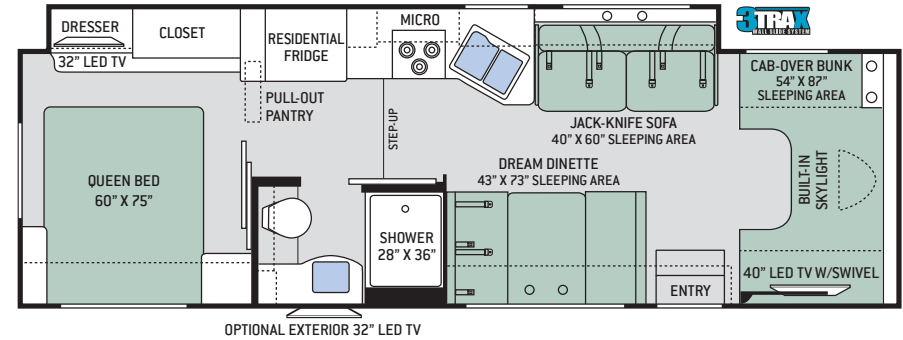 DRESSER
CLOSET
32" LED TV
RESIDENTIAL
FRIDGE
MICRO
PULL-OUT
PANTRY
STEP-UP
QUEEN BED
60" X 75"
SHOWER
28" X 36"
JACK-KNIFE SOFA
40" X 60" SLEEPING AREA
DREAM DINETTE
43" X 73" SLEEPING AREA
3TRAX
WALL SLIDE SYSTEM
CAB-OVER BUNK
54" X 87"
SLEEPING AREA
BUILT-IN
SKYLIGHT
40" LED TV W/SWIVEL
ENTRY
OPTIONAL EXTERIOR 32" LED TV